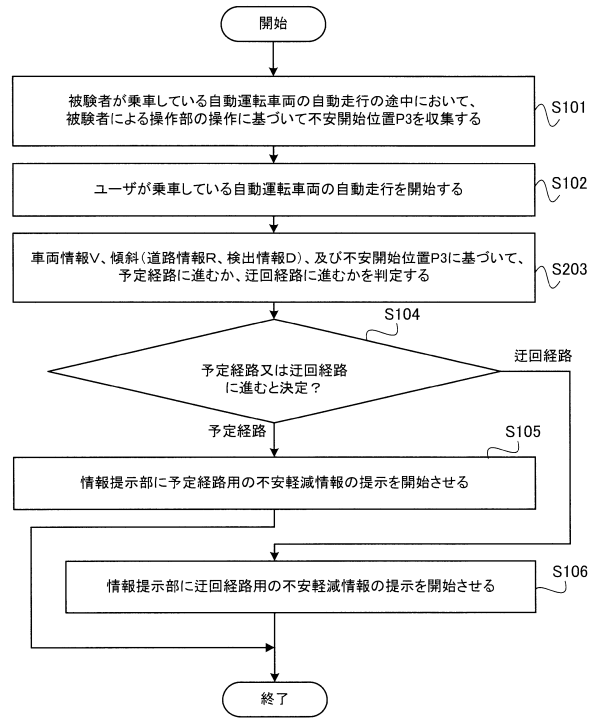 開始
被験者が乗車している自動運転車両の自動走行の途中において、
被験者による操作部の操作に基づいて不安開始位置P3を収集する
S101
ユーザが乗車している自動運転車両の自動走行を開始する
S102
車両情報V、傾斜(道路情報R、検出情報D)、及び不安開始位置P3に基づいて、
予定経路に進むか、迂回経路に進むかを判定する
S203
S104
予定経路又は迂回経路
に進むと決定?
迂回経路
予定経路
S105
情報提示部に予定経路用の不安軽減情報の提示を開始させる
情報提示部に迂回経路用の不安軽減情報の提示を開始させる
S106
終了